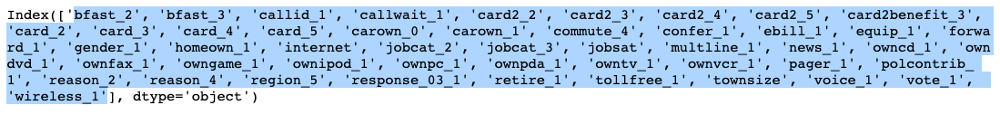 Index(['bfast_2', 'bfast_3', 'callid_1', 'callwait_1', 'card2_2', 'card2_3', 'card2_4', 'card2_5', 'card2benefit_3',
'card_2', 'card_3', 'card_4', 'card_5', 'carown_0', 'carown_1', 'commute_4', 'confer_1', 'ebill_1', 'equip_1', 'forwa
rd_1', 'gender_1', 'homeown_1', 'internet', 'jobcat_2', 'jobcat_3', 'jobsat', 'multline_1', 'news_1', 'owncd_1', 'own
dvd_1', 'ownfax_1', 'owngame_1', 'ownipod_1', 'ownpc_1', 'ownpda_1', 'owntv_1', 'ownvcr_1', 'pager_1', 'polcontrib_
1', 'reason_2', 'reason_4', 'region_5', 'response_03_1', 'retire_1', 'tollfree_1', 'townsize', 'voice_1', 'vote_1',
'wireless_1'], dtype='object')